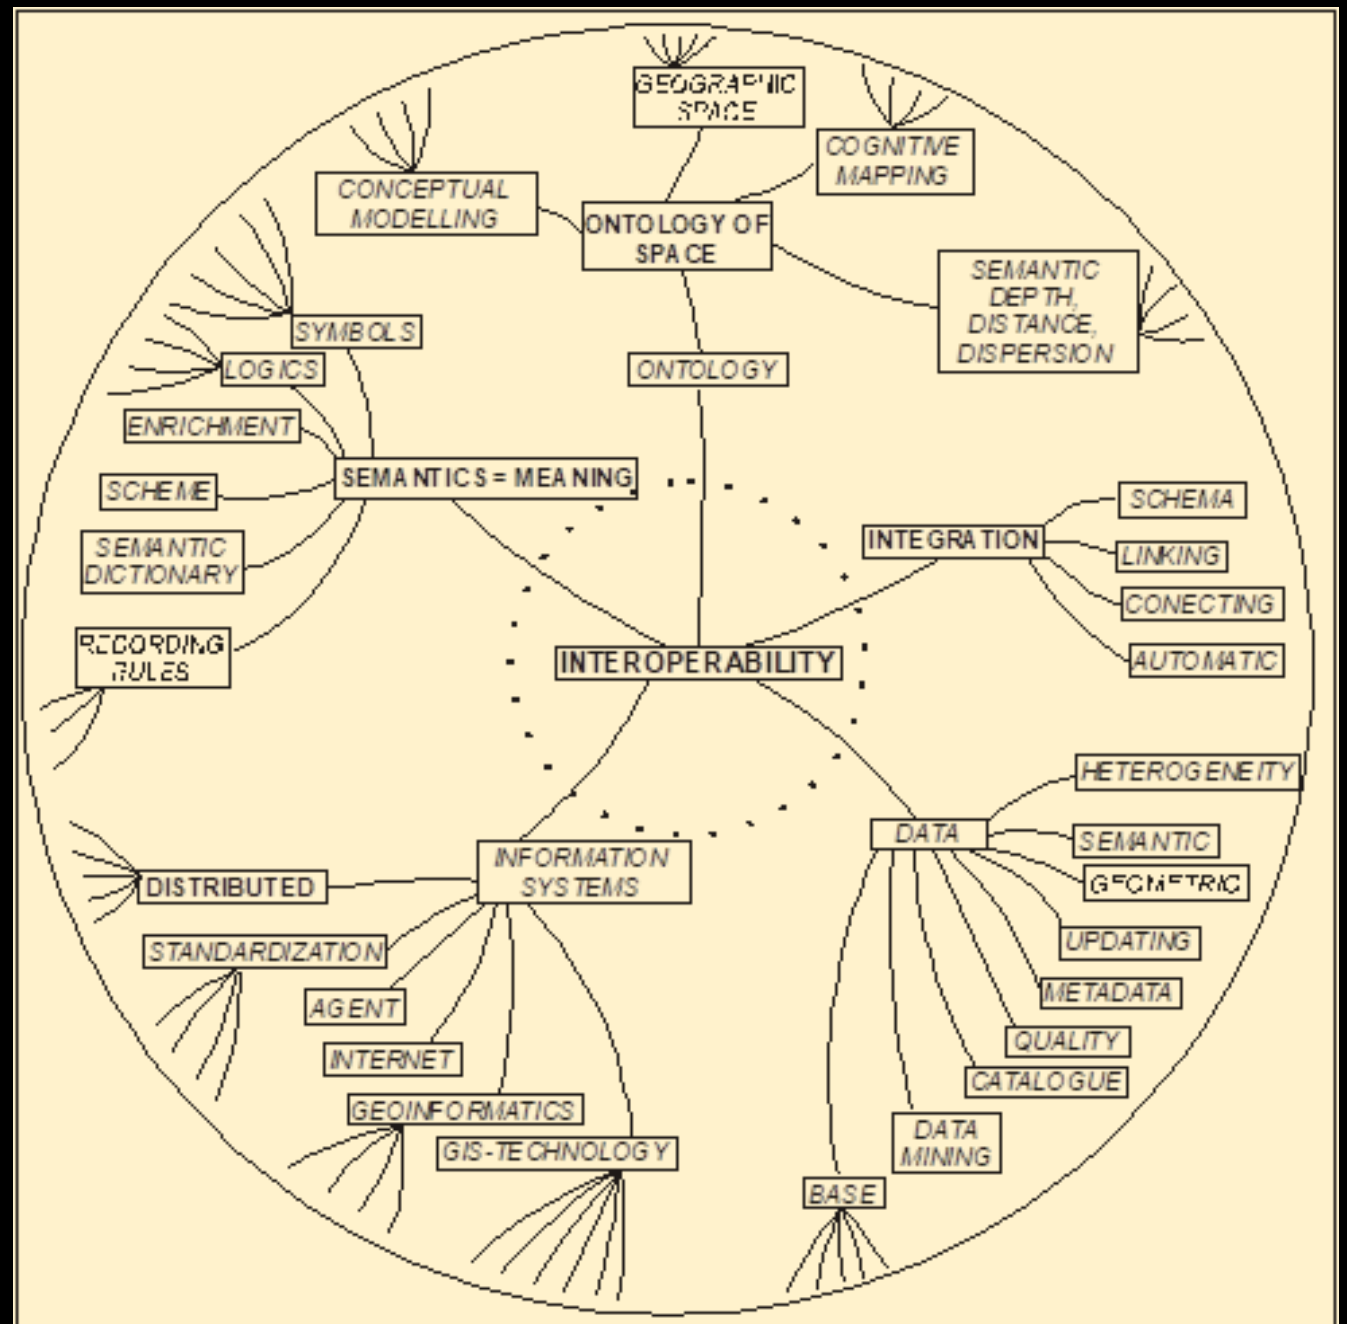 GEOGRAPHIC
SPACE
COGNITIVE
MAPPING
CONCEPTUAL
MODELLING
ONTOLOGY OF
SPACE
SEMANTIC
DEPTH,
DISTANCE,
DISPERSION
SYMBOLS
LOGICS
ONTOLOGY
ENRICHMENT
SEMANTICS = MEANING
SCHEME
SCHEMA
INTEGRATION
LINKING
SEMANTIC
DICTIONARY
CONECTING
RECORDING
RULES
INTEROPERABILITY
AUTOMATIC
HETEROGENEITY
DATA
SEMANTIC
INFORMATION
SYSTEMS
DISTRIBUTED
GEOMETRIC
UPDATING
STANDARDIZATION
METADATA
AGENT
QUALITY
INTERNET
CATALOGUE
GEOINFORMATICS
DATA
MINING
GIS-TECHNOLOGY
BASE